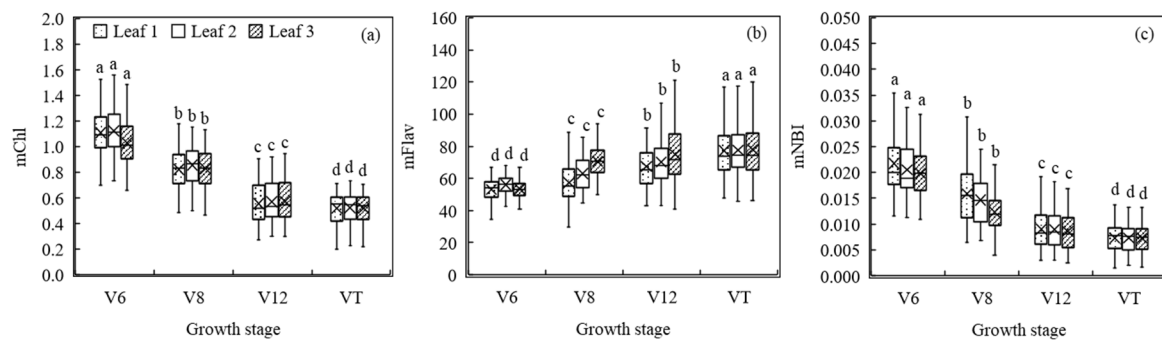 Leaf 1 Leaf 2 Leaf 3 (a)
2.0
1.8
1.6
1.4
1.2
1.0
0.8
0.6
0.4
0.2
0.0
mChl
a a a
b b b
c c c
d d d
V6 V8 V12 VT
Growth stage
(b)
160
140
120
100
80
60
40
20
0
mFlav
d d d
c c c
b b b
a a a
V6 V8 V12 VT
Growth stage
(c)
0.050
0.045
0.040
0.035
0.030
0.025
0.020
0.015
0.010
0.005
0.000
mNBI
a a a
b b b
c c c
d d d
V6 V8 V12 VT
Growth stage